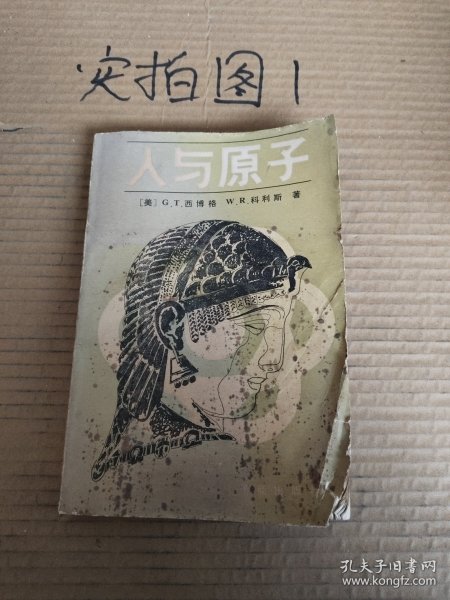 实拍图1
人与原子
[美] G.T.西博格 W.R.科利斯 著
孔夫子旧书网
www.kongfz.com